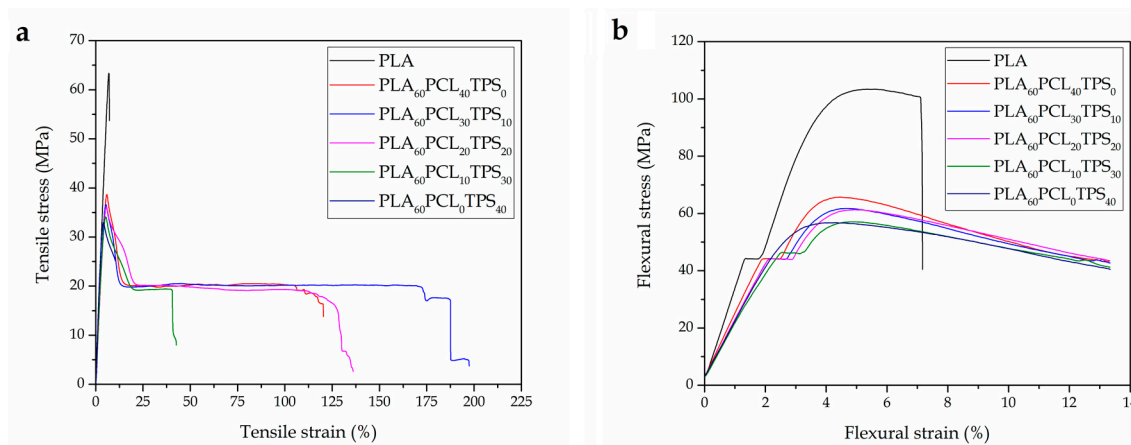 a
70
60
50
40
30
20
10
0
Tensile stress (MPa)
0 25 50 75 100 125 150 175 200 225
Tensile strain (%)
PLA
PLA₆₀PCL₄₀TPS₀
PLA₆₀PCL₃₀TPS₁₀
PLA₆₀PCL₂₀TPS₂₀
PLA₆₀PCL₁₀TPS₃₀
PLA₆₀PCL₀TPS₄₀
b
120
100
80
60
40
20
0
Flexural stress (MPa)
0 2 4 6 8 10 12 14
Flexural strain (%)
PLA
PLA₆₀PCL₄₀TPS₀
PLA₆₀PCL₃₀TPS₁₀
PLA₆₀PCL₂₀TPS₂₀
PLA₆₀PCL₁₀TPS₃₀
PLA₆₀PCL₀TPS₄₀